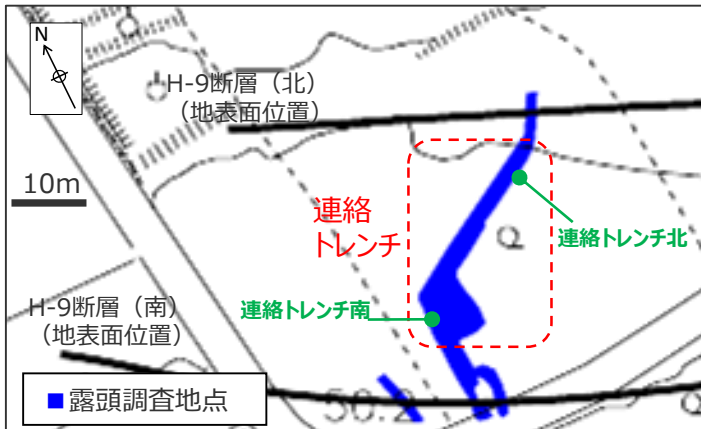 N
H-9断層（北）
（地表面位置）
10m
連絡
トレンチ
連絡トレンチ北
連絡トレンチ南
H-9断層（南）
（地表面位置）
■露頭調査地点
50.2